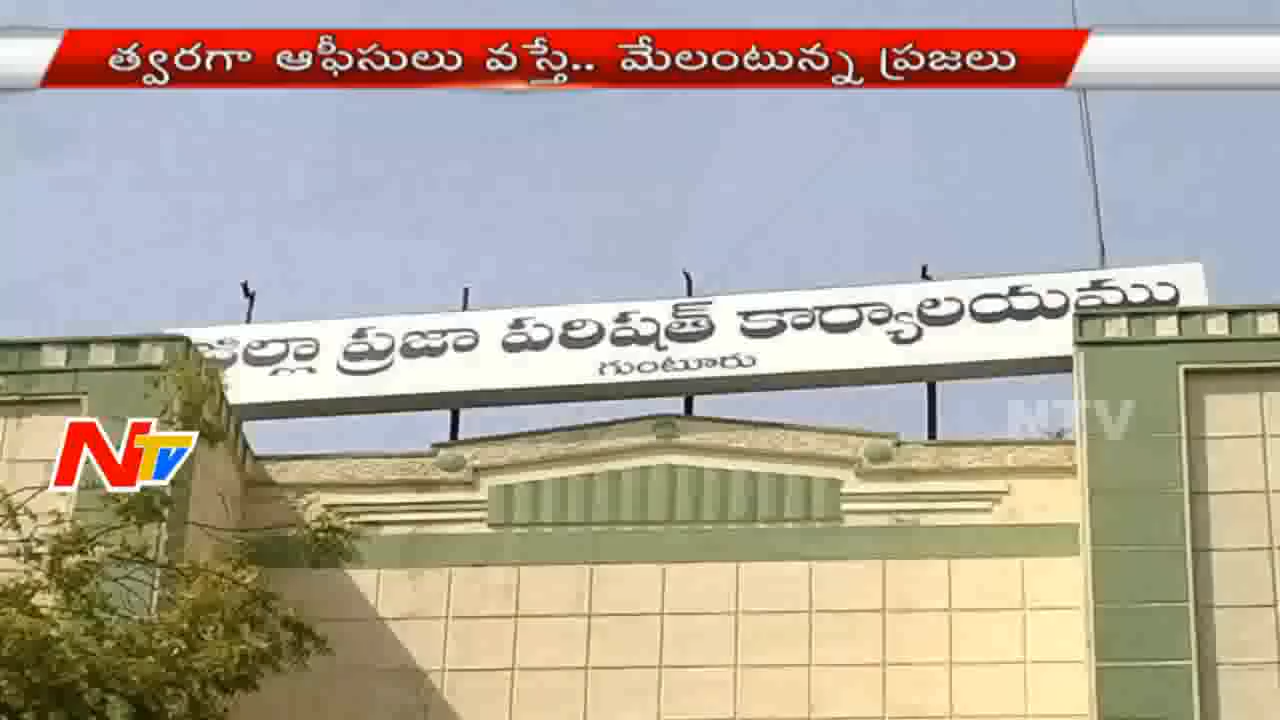 త్వరగా ఆఫీసులు వస్తే.. మేలంటున్న ప్రజలు
జిల్లా ప్రజా పరిషత్ కార్యాలయము
గుంటూరు
NTV
NTV